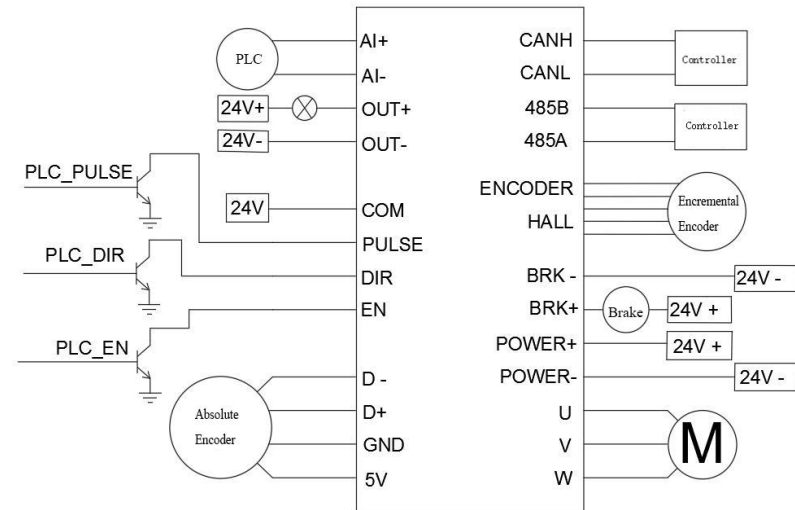 PLC
AI+
AI-
24V+
OUT+
24V-
OUT-
PLC_PULSE
24V
COM
PULSE
PLC_DIR
DIR
EN
PLC_EN
Absolute
Encoder
D -
D+
GND
5V
CANH
CANL
Controller
485B
485A
Controller
ENCODER
HALL
Encremental
Encoder
BRK -
24V -
BRK+
Brake
24V +
POWER+
24V +
POWER-
24V -
U
V
W
M